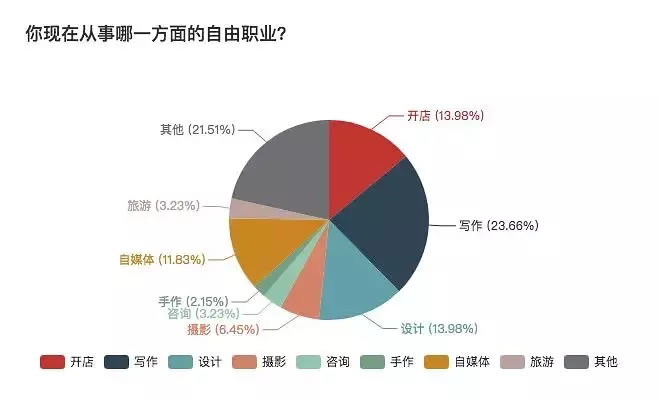 你现在从事哪一方面的自由职业?
开店 (13.98%)
其他 (21.51%)
旅游 (3.23%)
写作 (23.66%)
自媒体 (11.83%)
手作 (2.15%)
咨询 (3.23%)
摄影 (6.45%)
设计 (13.98%)
开店 写作 设计 摄影 咨询 手作 自媒体 旅游 其他